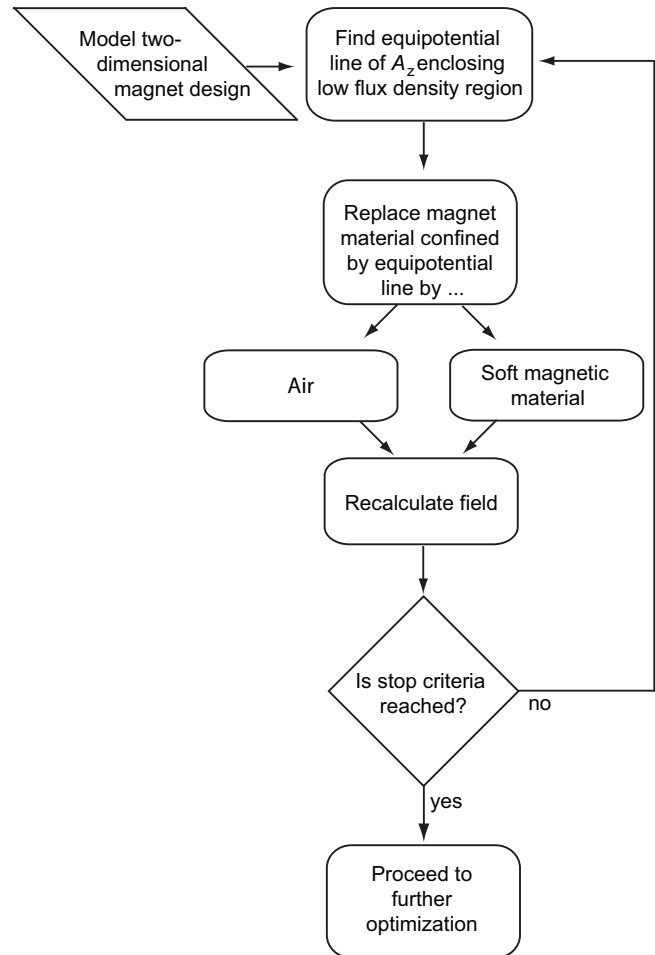 Model two-
dimensional
magnet design
Find equipotential
line of Az enclosing
low flux density region
Replace magnet
material confined
by equipotential
line by ...
Air
Soft magnetic
material
Recalculate field
Is stop criteria
reached?
no
yes
Proceed to
further
optimization